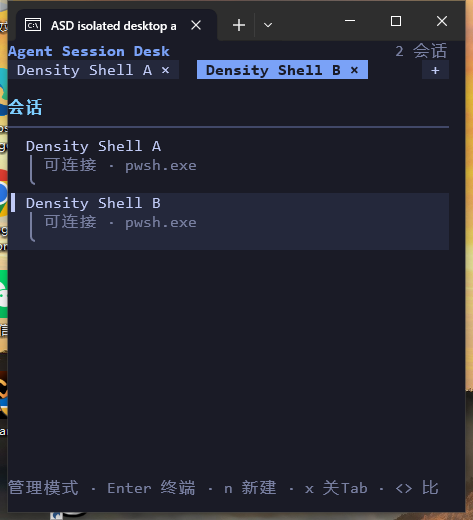 ASD isolated desktop a
Agent Session Desk 2 会话
Density Shell A × Density Shell B × +
会话
Density Shell A
可连接 · pwsh.exe
Density Shell B
可连接 · pwsh.exe
管理模式 · Enter 终端 · n 新建 · x 关Tab · <> 比